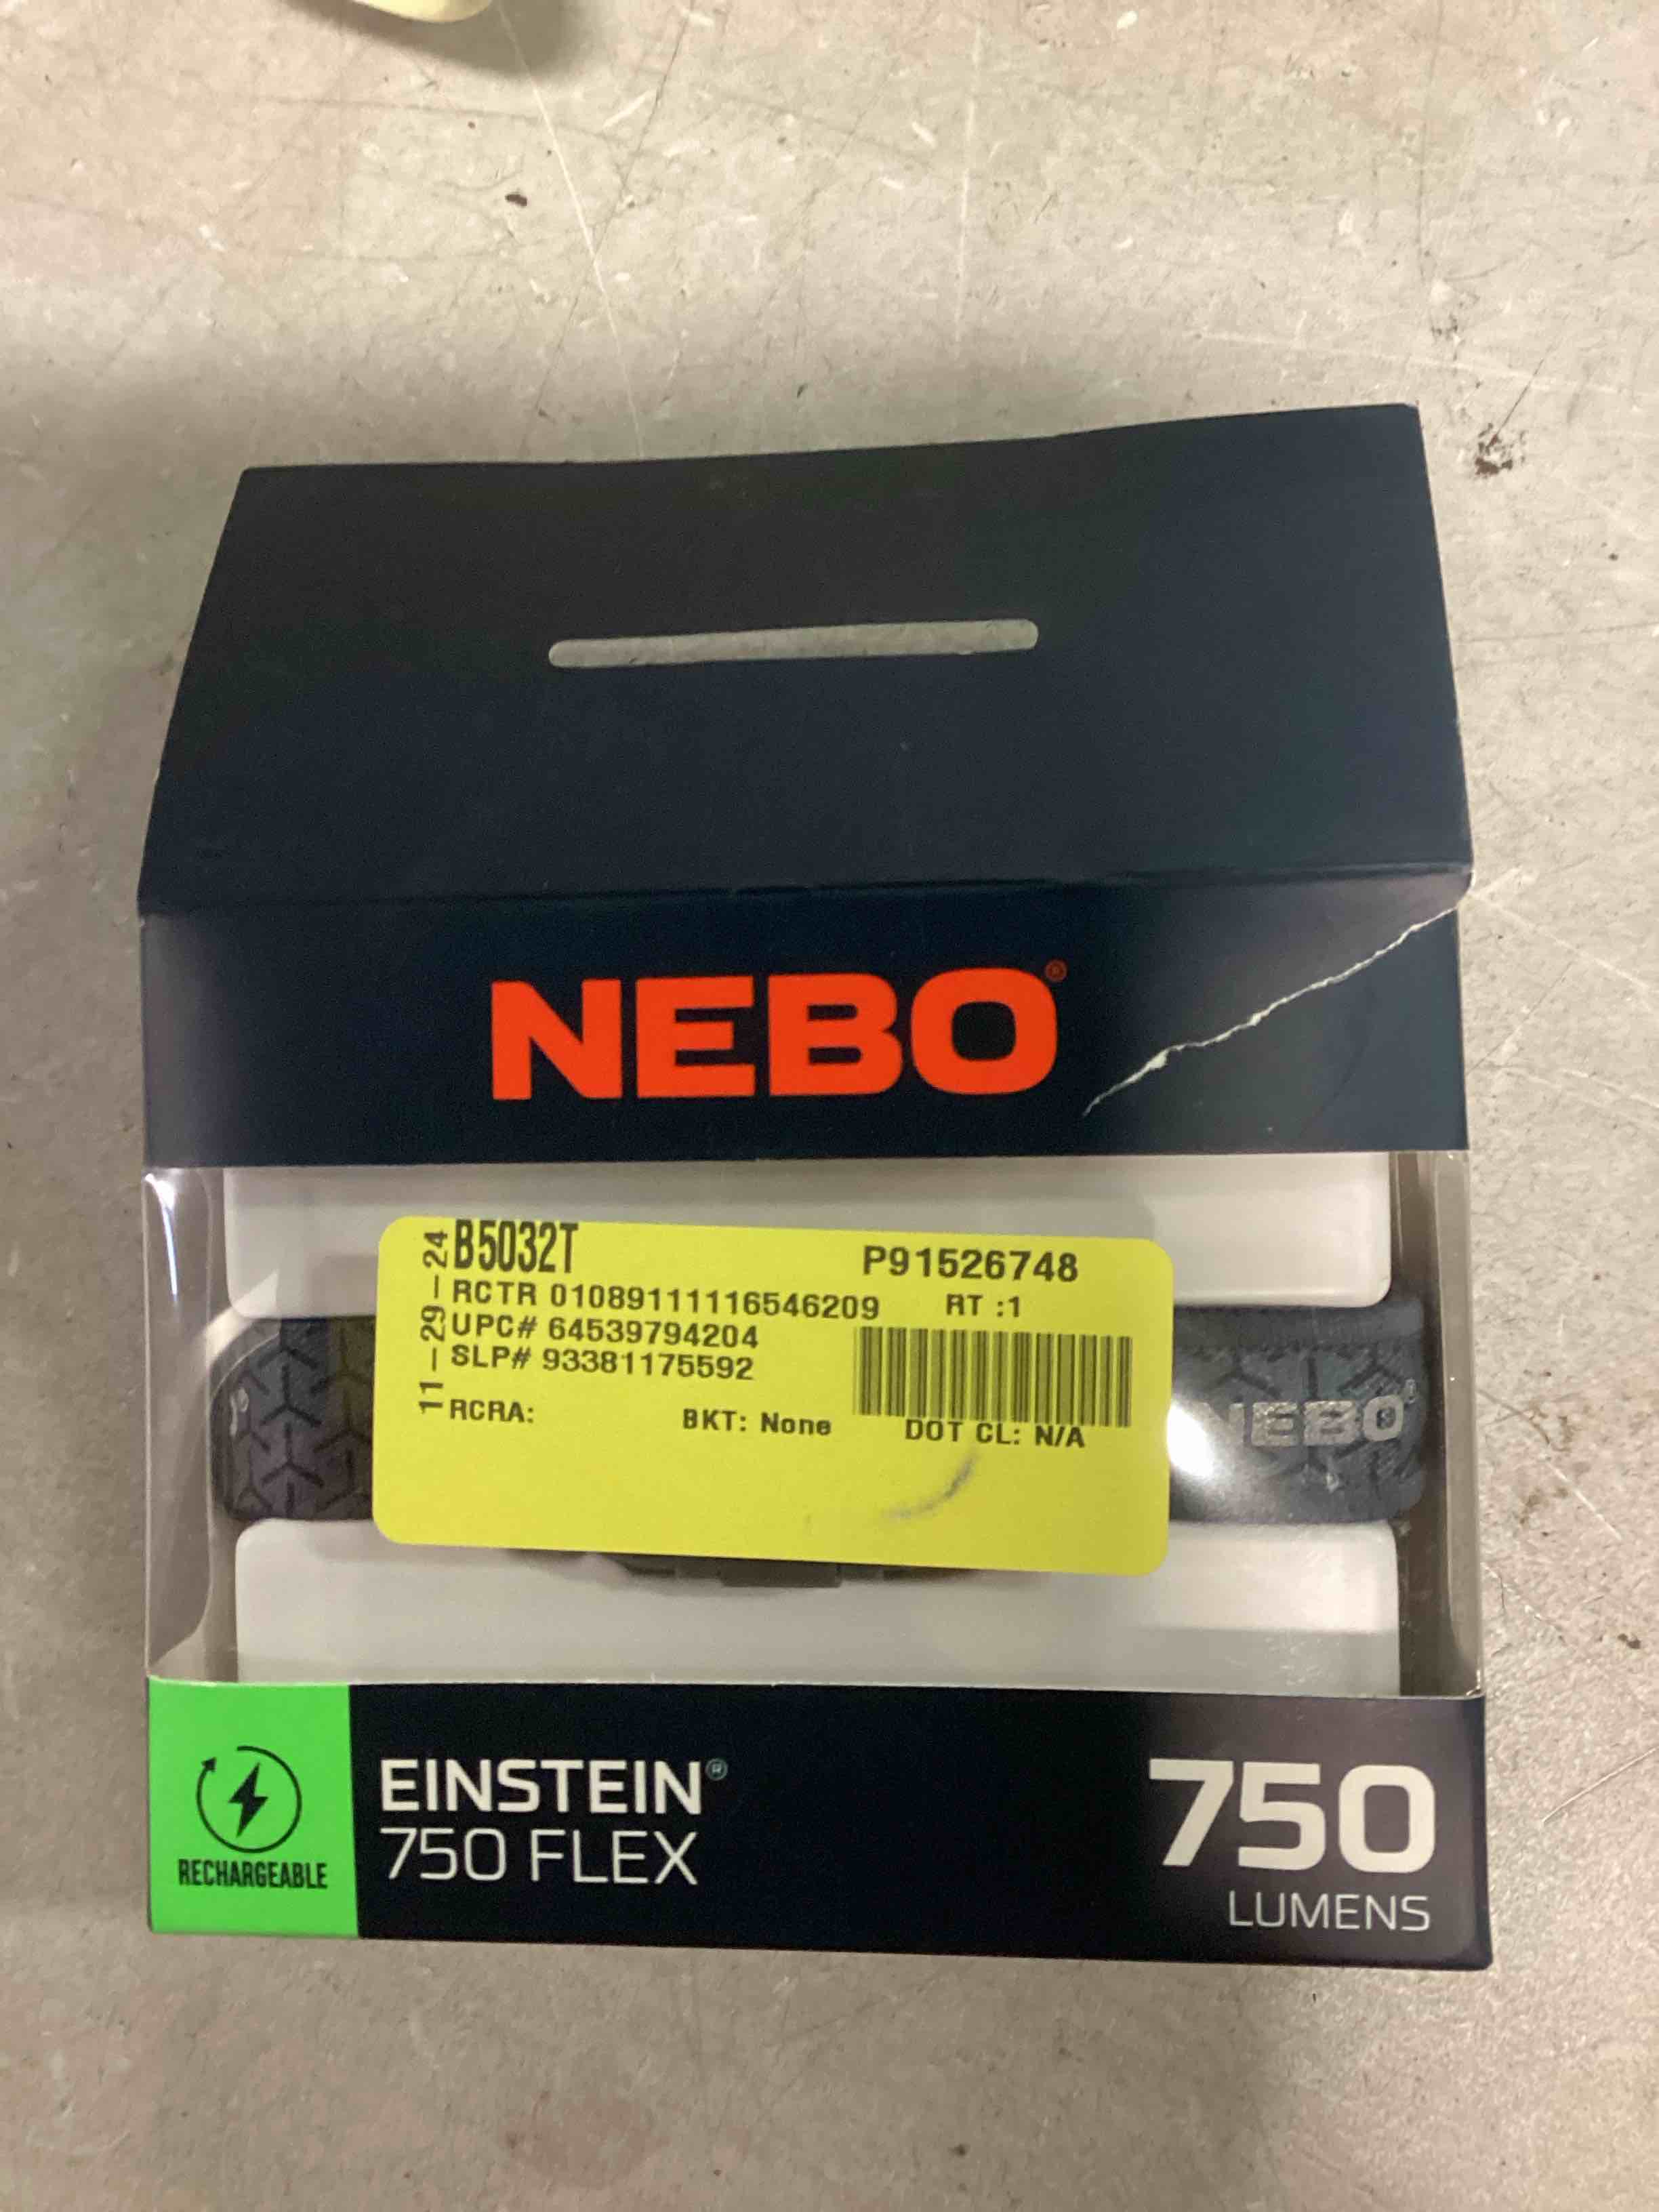 NEBO®
11-29-24
B5032T P91526748
RCTR 01089111116546209 RT :1
UPC# 64539794204
SLP# 93381175592
RCRA: BKT: None DOT CL: N/A
NEBO®
RECHARGEABLE
EINSTEIN®
750 FLEX
750
LUMENS